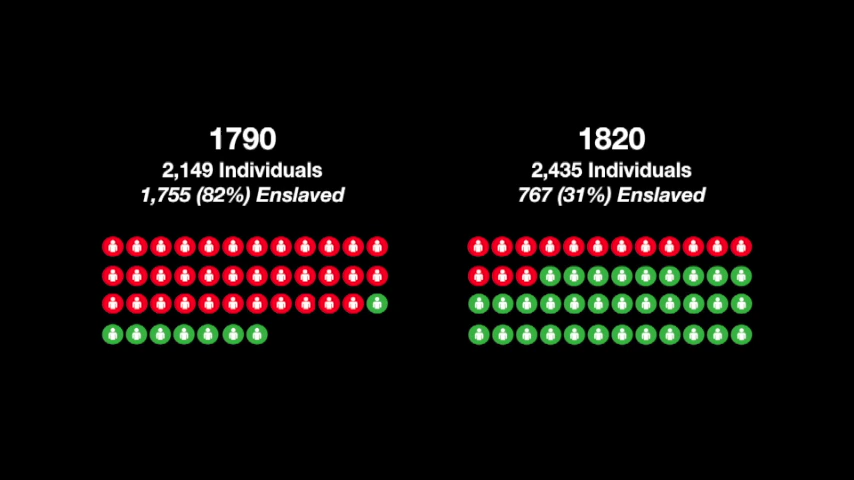 1790
2,149 Individuals
1,755 (82%) Enslaved
1820
2,435 Individuals
767 (31%) Enslaved